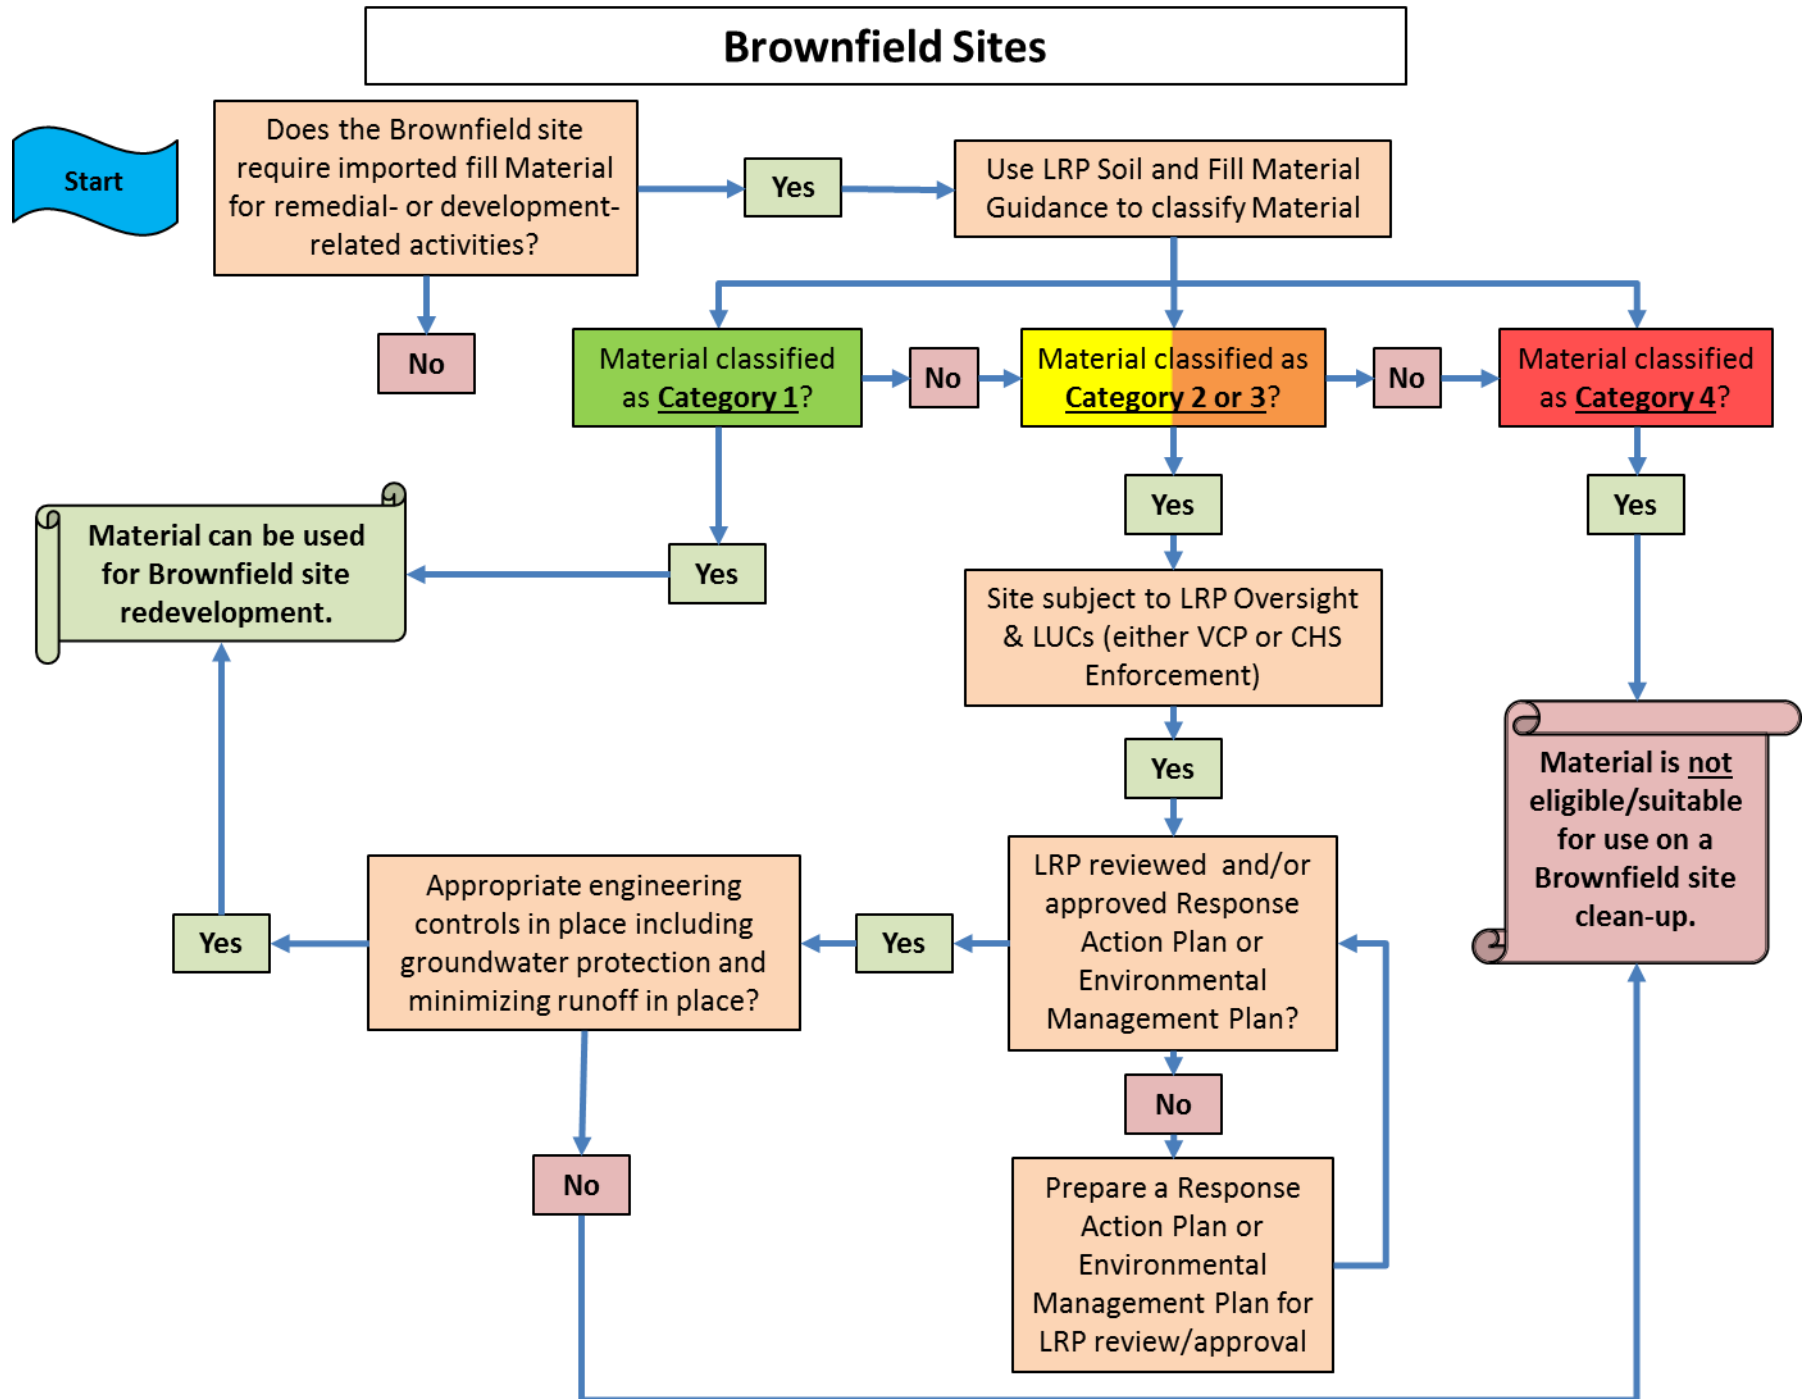 Brownfield Sites
Start
Does the Brownfield site
require imported fill Material
for remedial- or development-
related activities?
Yes
Use LRP Soil and Fill Material
Guidance to classify Material
No
Material classified
as Category 1?
No
Material classified as
Category 2 or 3?
No
Material classified
as Category 4?
Yes
Yes
Yes
Material can be used
for Brownfield site
redevelopment.
Site subject to LRP Oversight
& LUCs (either VCP or CHS
Enforcement)
Yes
Material is not
eligible/suitable
for use on a
Brownfield site
clean-up.
LRP reviewed and/or
approved Response
Action Plan or
Environmental
Management Plan?
Yes
Appropriate engineering
controls in place including
groundwater protection and
minimizing runoff in place?
Yes
No
No
Prepare a Response
Action Plan or
Environmental
Management Plan for
LRP review/approval